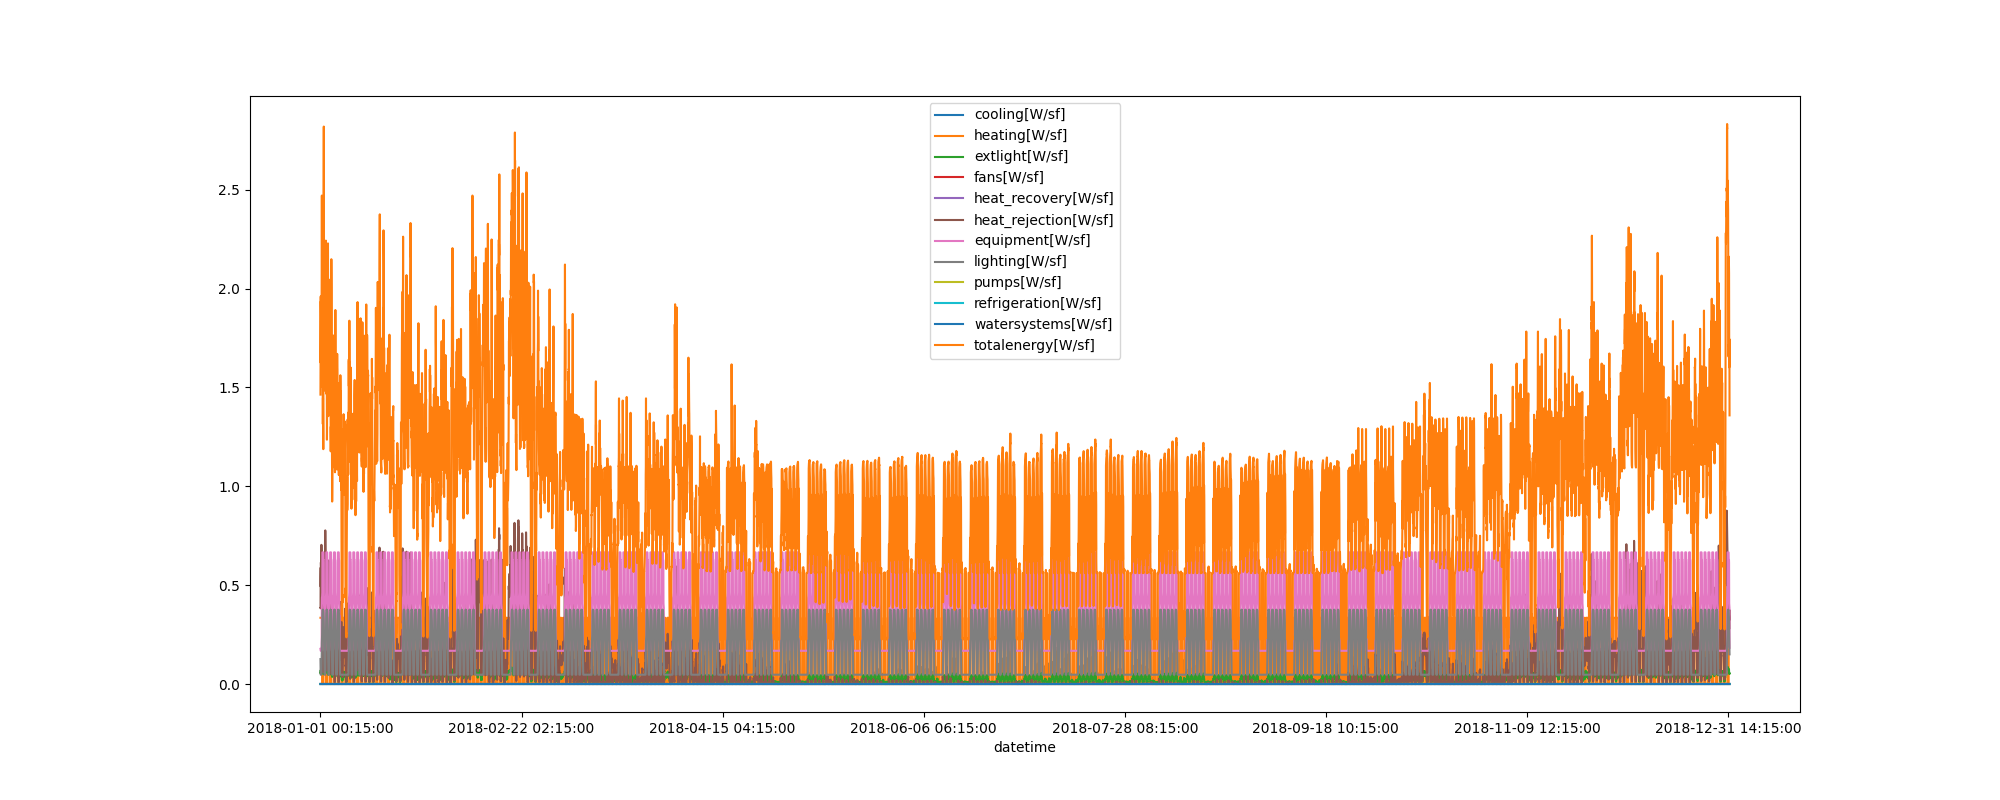 cooling[W/sf]
heating[W/sf]
extlight[W/sf]
fans[W/sf]
heat_recovery[W/sf]
heat_rejection[W/sf]
equipment[W/sf]
lighting[W/sf]
pumps[W/sf]
refrigeration[W/sf]
watersystems[W/sf]
totalenergy[W/sf]
2.5
2.0
1.5
1.0
0.5
0.0
2018-01-01 00:15:00 2018-02-22 02:15:00 2018-04-15 04:15:00 2018-06-06 06:15:00 2018-07-28 08:15:00 2018-09-18 10:15:00 2018-11-09 12:15:00 2018-12-31 14:15:00
datetime